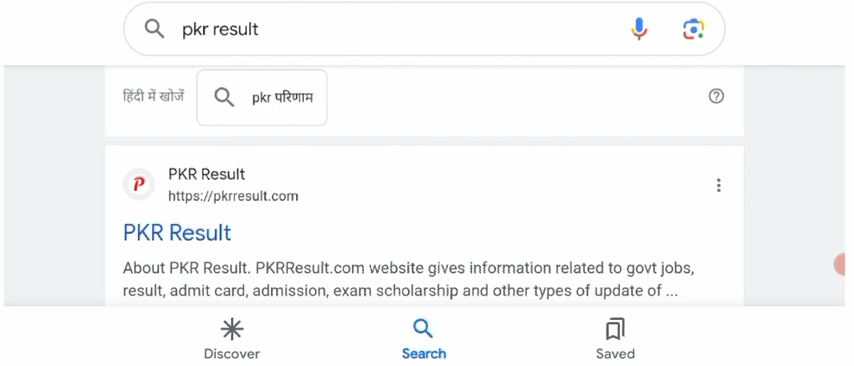 pkr result
हिंदी में खोजें pkr परिणाम
PKR Result
https://pkrresult.com
PKR Result
About PKR Result. PKRResult.com website gives information related to govt jobs,
result, admit card, admission, exam scholarship and other types of update of ...
Discover Search Saved